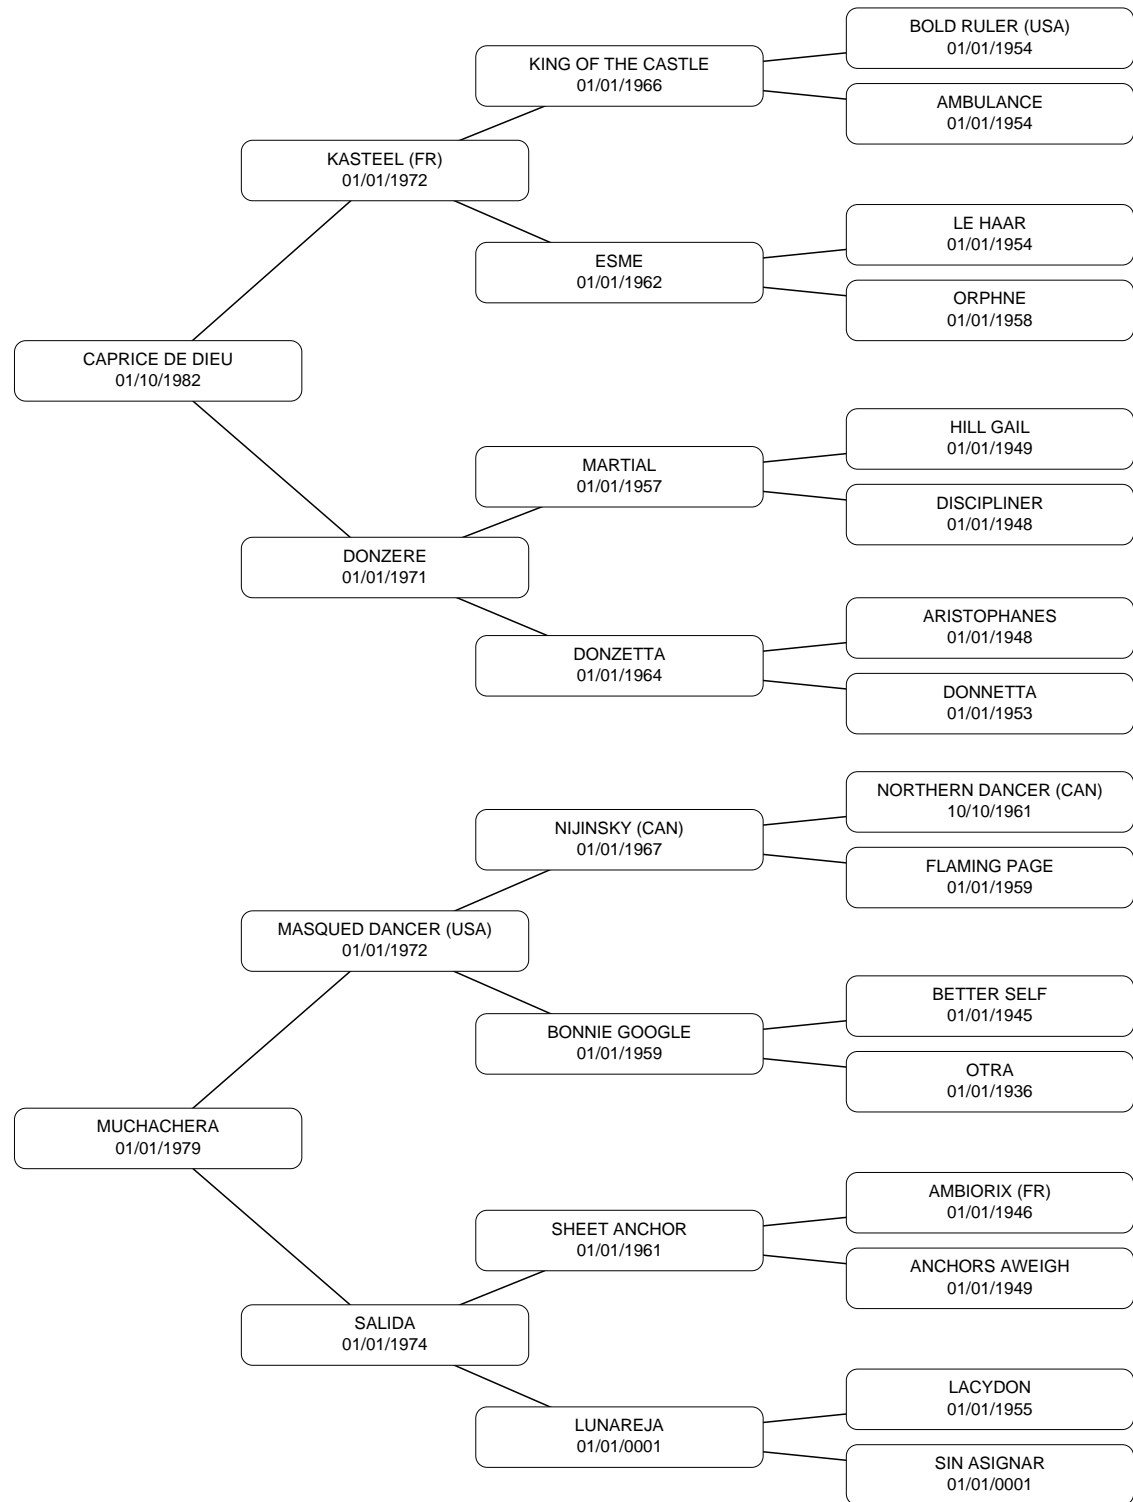 BOLD RULER (USA)
01/01/1954
KING OF THE CASTLE
01/01/1966
AMBULANCE
01/01/1954
KASTEEL (FR)
01/01/1972
LE HAAR
01/01/1954
ESME
01/01/1962
ORPHNE
01/01/1958
CAPRICE DE DIEU
01/10/1982
HILL GAIL
01/01/1949
MARTIAL
01/01/1957
DISCIPLINER
01/01/1948
DONZERE
01/01/1971
ARISTOPHANES
01/01/1948
DONZETTA
01/01/1964
DONNETTA
01/01/1953
NORTHERN DANCER (CAN)
10/10/1961
NIJINSKY (CAN)
01/01/1967
FLAMING PAGE
01/01/1959
MASQUED DANCER (USA)
01/01/1972
BETTER SELF
01/01/1945
BONNIE GOOGLE
01/01/1959
OTRA
01/01/1936
MUCHACHERA
01/01/1979
AMBIORIX (FR)
01/01/1946
SHEET ANCHOR
01/01/1961
ANCHORS AWEIGH
01/01/1949
SALIDA
01/01/1974
LACYDON
01/01/1955
LUNAREJA
01/01/0001
SIN ASIGNAR
01/01/0001